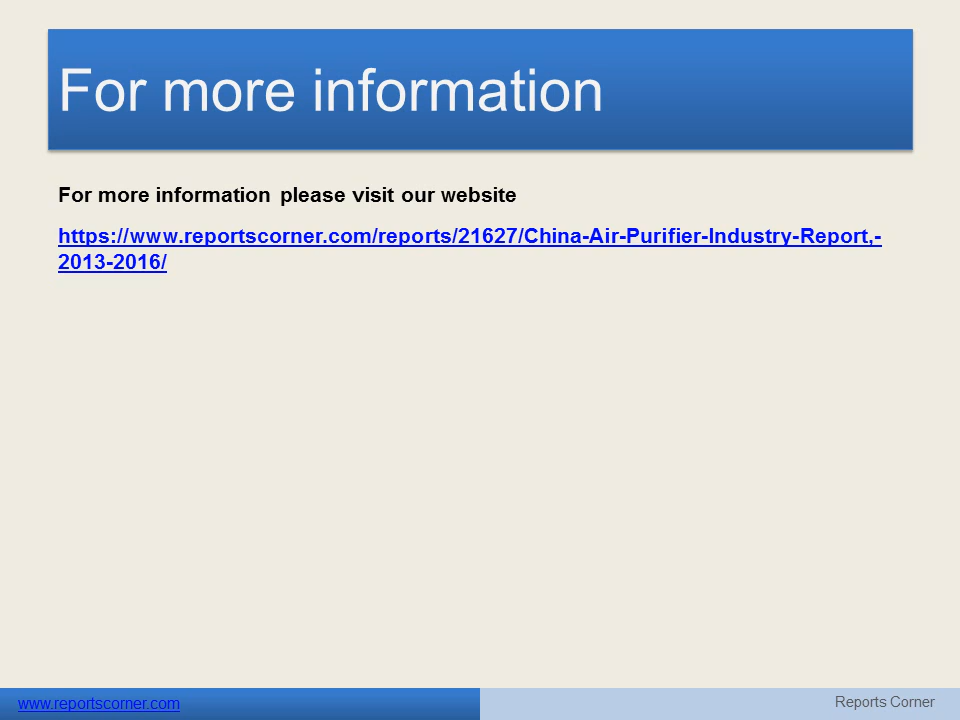 For more information
For more information please visit our website
https://www.reportscorner.com/reports/21627/China-Air-Purifier-Industry-Report,-
2013-2016/
www.reportscorner.com
Reports Corner